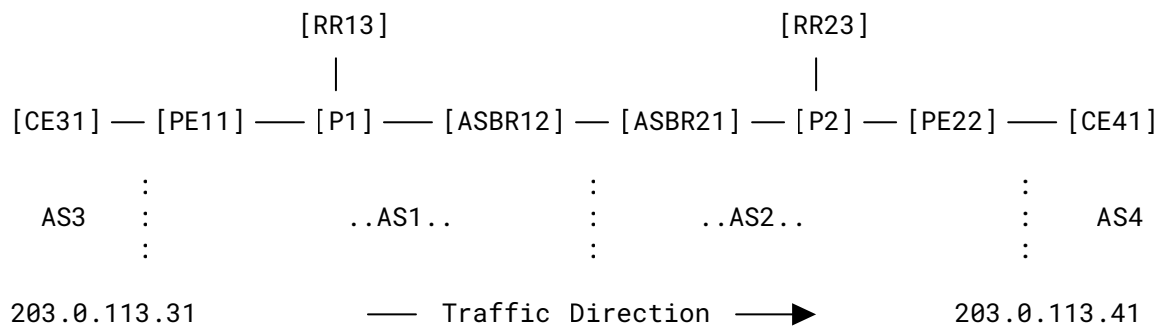 [RR13] [RR23]
[CE31] [PE11] [P1] [ASBR12] [ASBR21] [P2] [PE22] [CE41]
: : :
AS3 : ..AS1.. : ..AS2.. : AS4
: : :
203.0.113.31 Traffic Direction 203.0.113.41